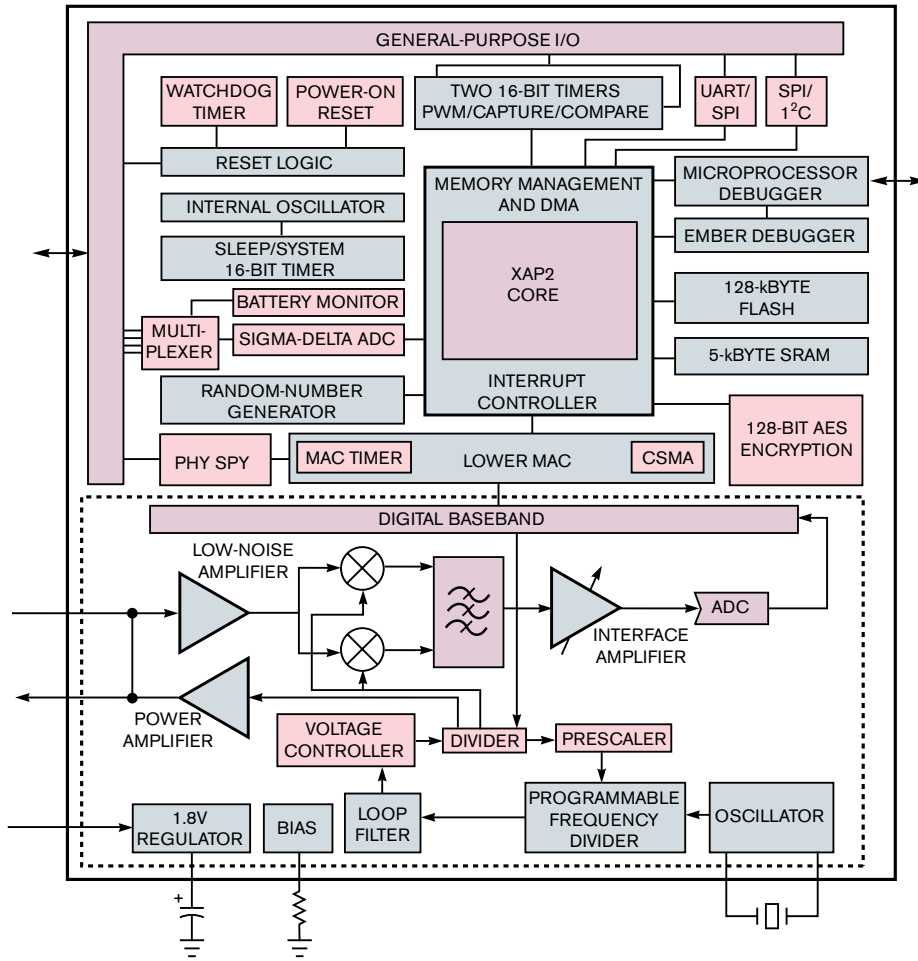 GENERAL-PURPOSE I/O
WATCHDOG
TIMER
POWER-ON
RESET
TWO 16-BIT TIMERS
PWM/CAPTURE/COMPARE
UART/
SPI
SPI/
1²C
RESET LOGIC
MEMORY MANAGEMENT
AND DMA
MICROPROCESSOR
DEBUGGER
INTERNAL OSCILLATOR
EMBER DEBUGGER
SLEEP/SYSTEM
16-BIT TIMER
XAP2
CORE
128-kBYTE
FLASH
BATTERY MONITOR
MULTI-
PLEXER
SIGMA-DELTA ADC
5-kBYTE SRAM
RANDOM-NUMBER
GENERATOR
INTERRUPT
CONTROLLER
128-BIT AES
ENCRYPTION
PHY SPY
MAC TIMER
LOWER MAC
CSMA
DIGITAL BASEBAND
LOW-NOISE
AMPLIFIER
ADC
INTERFACE
AMPLIFIER
POWER
AMPLIFIER
VOLTAGE
CONTROLLER
DIVIDER
PRESCALER
1.8V
REGULATOR
BIAS
LOOP
FILTER
PROGRAMMABLE
FREQUENCY
DIVIDER
OSCILLATOR
+